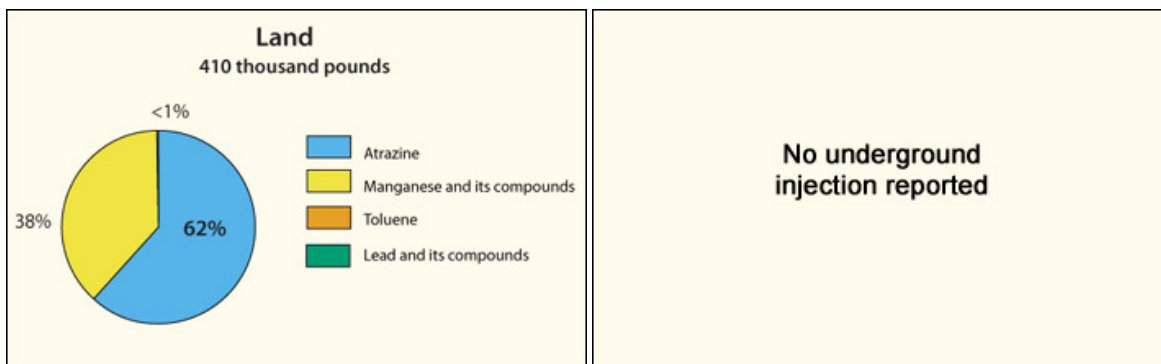 Land
410 thousand pounds
<1%
38%
62%
Atrazine
Manganese and its compounds
Toluene
Lead and its compounds
No underground
injection reported